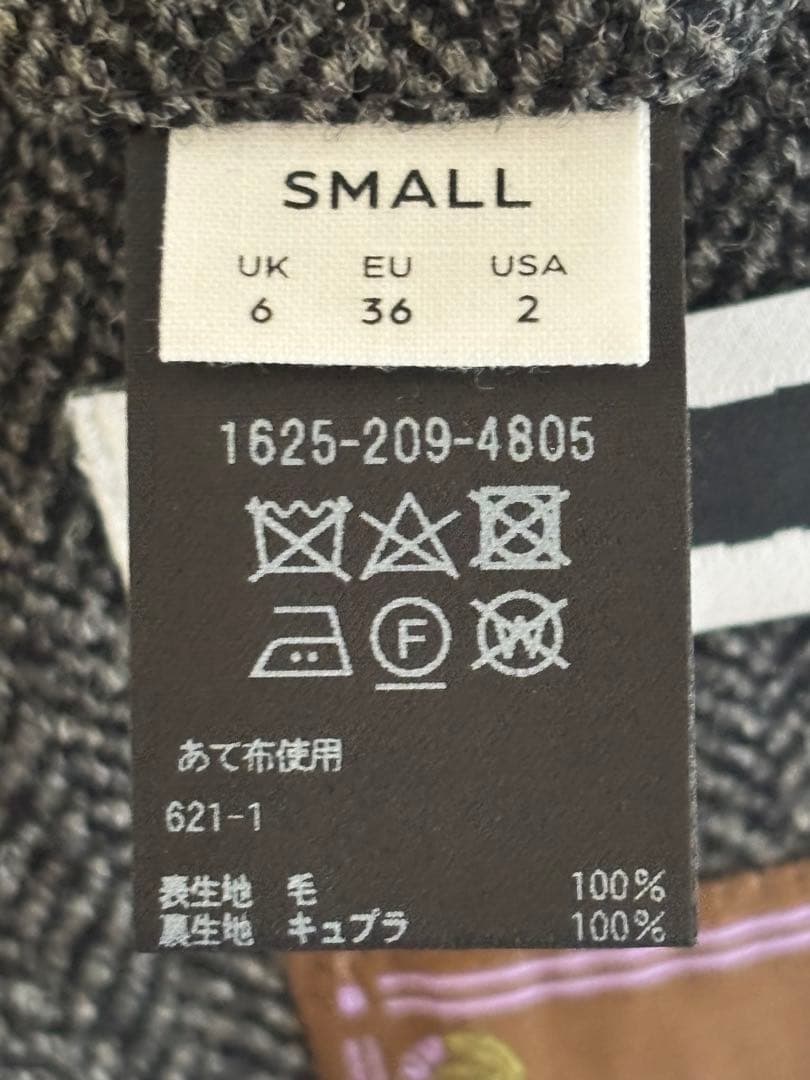 SMALL
UK EU USA
6 36 2
1625-209-4805
F W
あて布使用
621-1
表生地 毛 100%
裏生地 キュプラ 100%